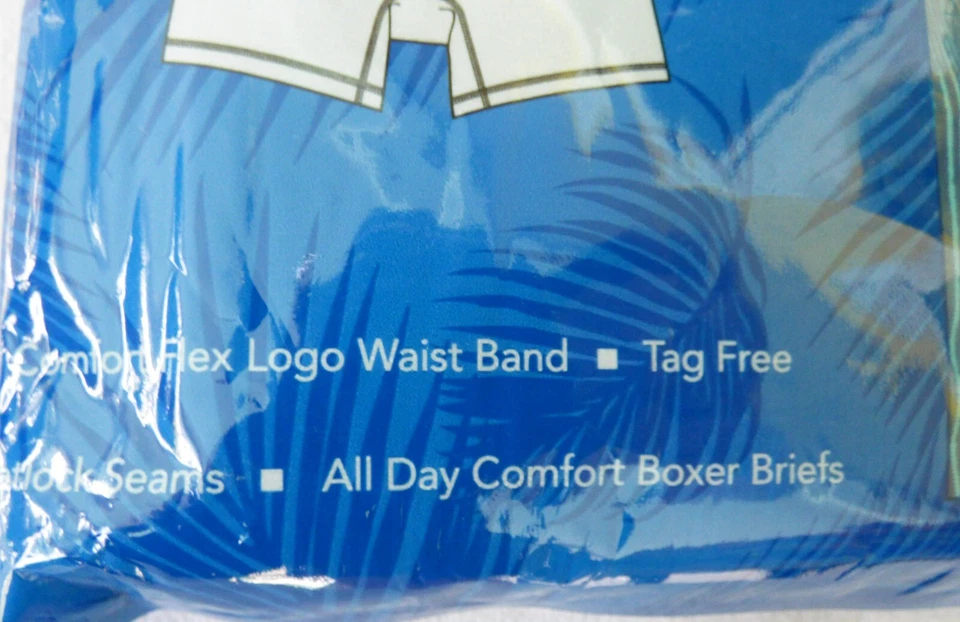 Comfort Flex Logo Waist Band ■ Tag Free
Seams ■ All Day Comfort Boxer Briefs